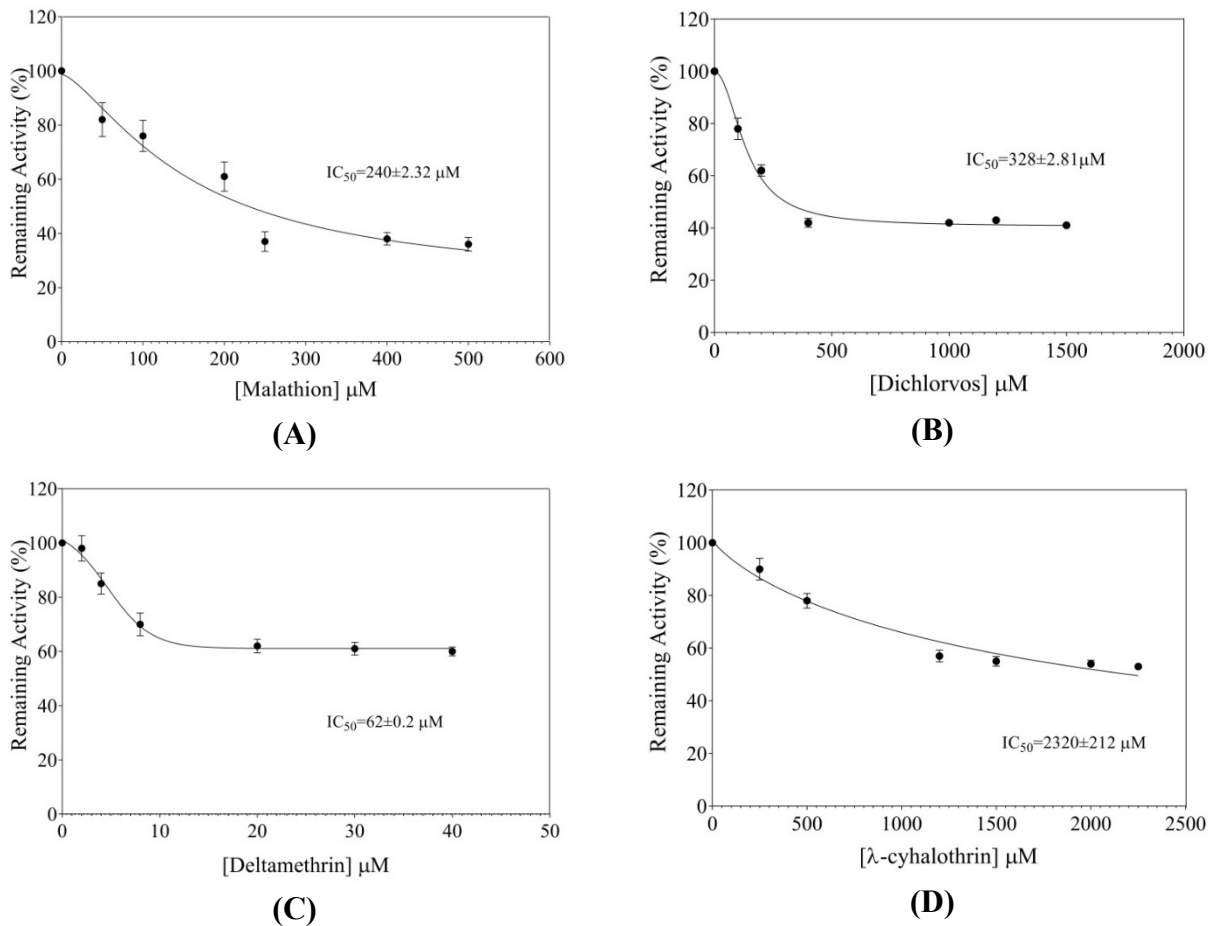 120
100
80
60
40
20
0
Remaining Activity (%)
IC50=240±2.32 μM
0 100 200 300 400 500 600
[Malathion] μM
(A)
120
100
80
60
40
20
0
Remaining Activity (%)
IC50=328±2.81μM
0 500 1000 1500 2000
[Dichlorvos] μM
(B)
120
100
80
60
40
20
0
Remaining Activity (%)
IC50=62±0.2 μM
0 10 20 30 40 50
[Deltamethrin] μM
(C)
120
100
80
60
40
20
0
Remaining Activity (%)
IC50=2320±212 μM
0 500 1000 1500 2000 2500
[λ-cyhalothrin] μM
(D)